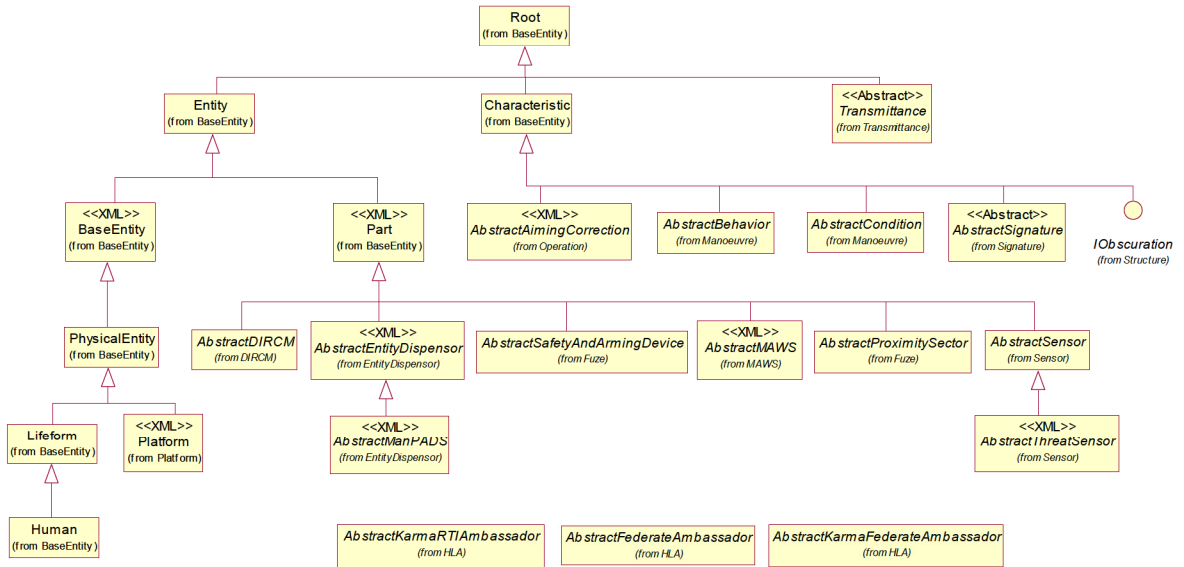 Root
(from BaseEntity)
Entity
(from BaseEntity)
Characteristic
(from BaseEntity)
<<Abstract>>
Transmittance
(from Transmittance)
<<XML>>
BaseEntity
(from BaseEntity)
<<XML>>
Part
(from BaseEntity)
<<XML>>
AbstractAimingCorrection
(from Operation)
AbstractBehavior
(from Manoeuvre)
AbstractCondition
(from Manoeuvre)
<<Abstract>>
AbstractSignature
(from Signature)
IObscuration
(from Structure)
PhysicalEntity
(from BaseEntity)
AbstractDIRCM
(from DIRCM)
<<XML>>
AbstractEntityDispensor
(from EntityDispensor)
AbstractSafetyAndArmingDevice
(from Fuze)
<<XML>>
AbstractMAWS
(from MAWS)
AbstractProximitySector
(from Fuze)
AbstractSensor
(from Sensor)
Lifeform
(from BaseEntity)
<<XML>>
Platform
(from Platform)
<<XML>>
AbstractManPADS
(from EntityDispensor)
<<XML>>
AbstractThreatSensor
(from Sensor)
Human
(from BaseEntity)
AbstractKarmaRTIAmbassador
(from HLA)
AbstractFederateAmbassador
(from HLA)
AbstractKarmaFederateAmbassador
(from HLA)